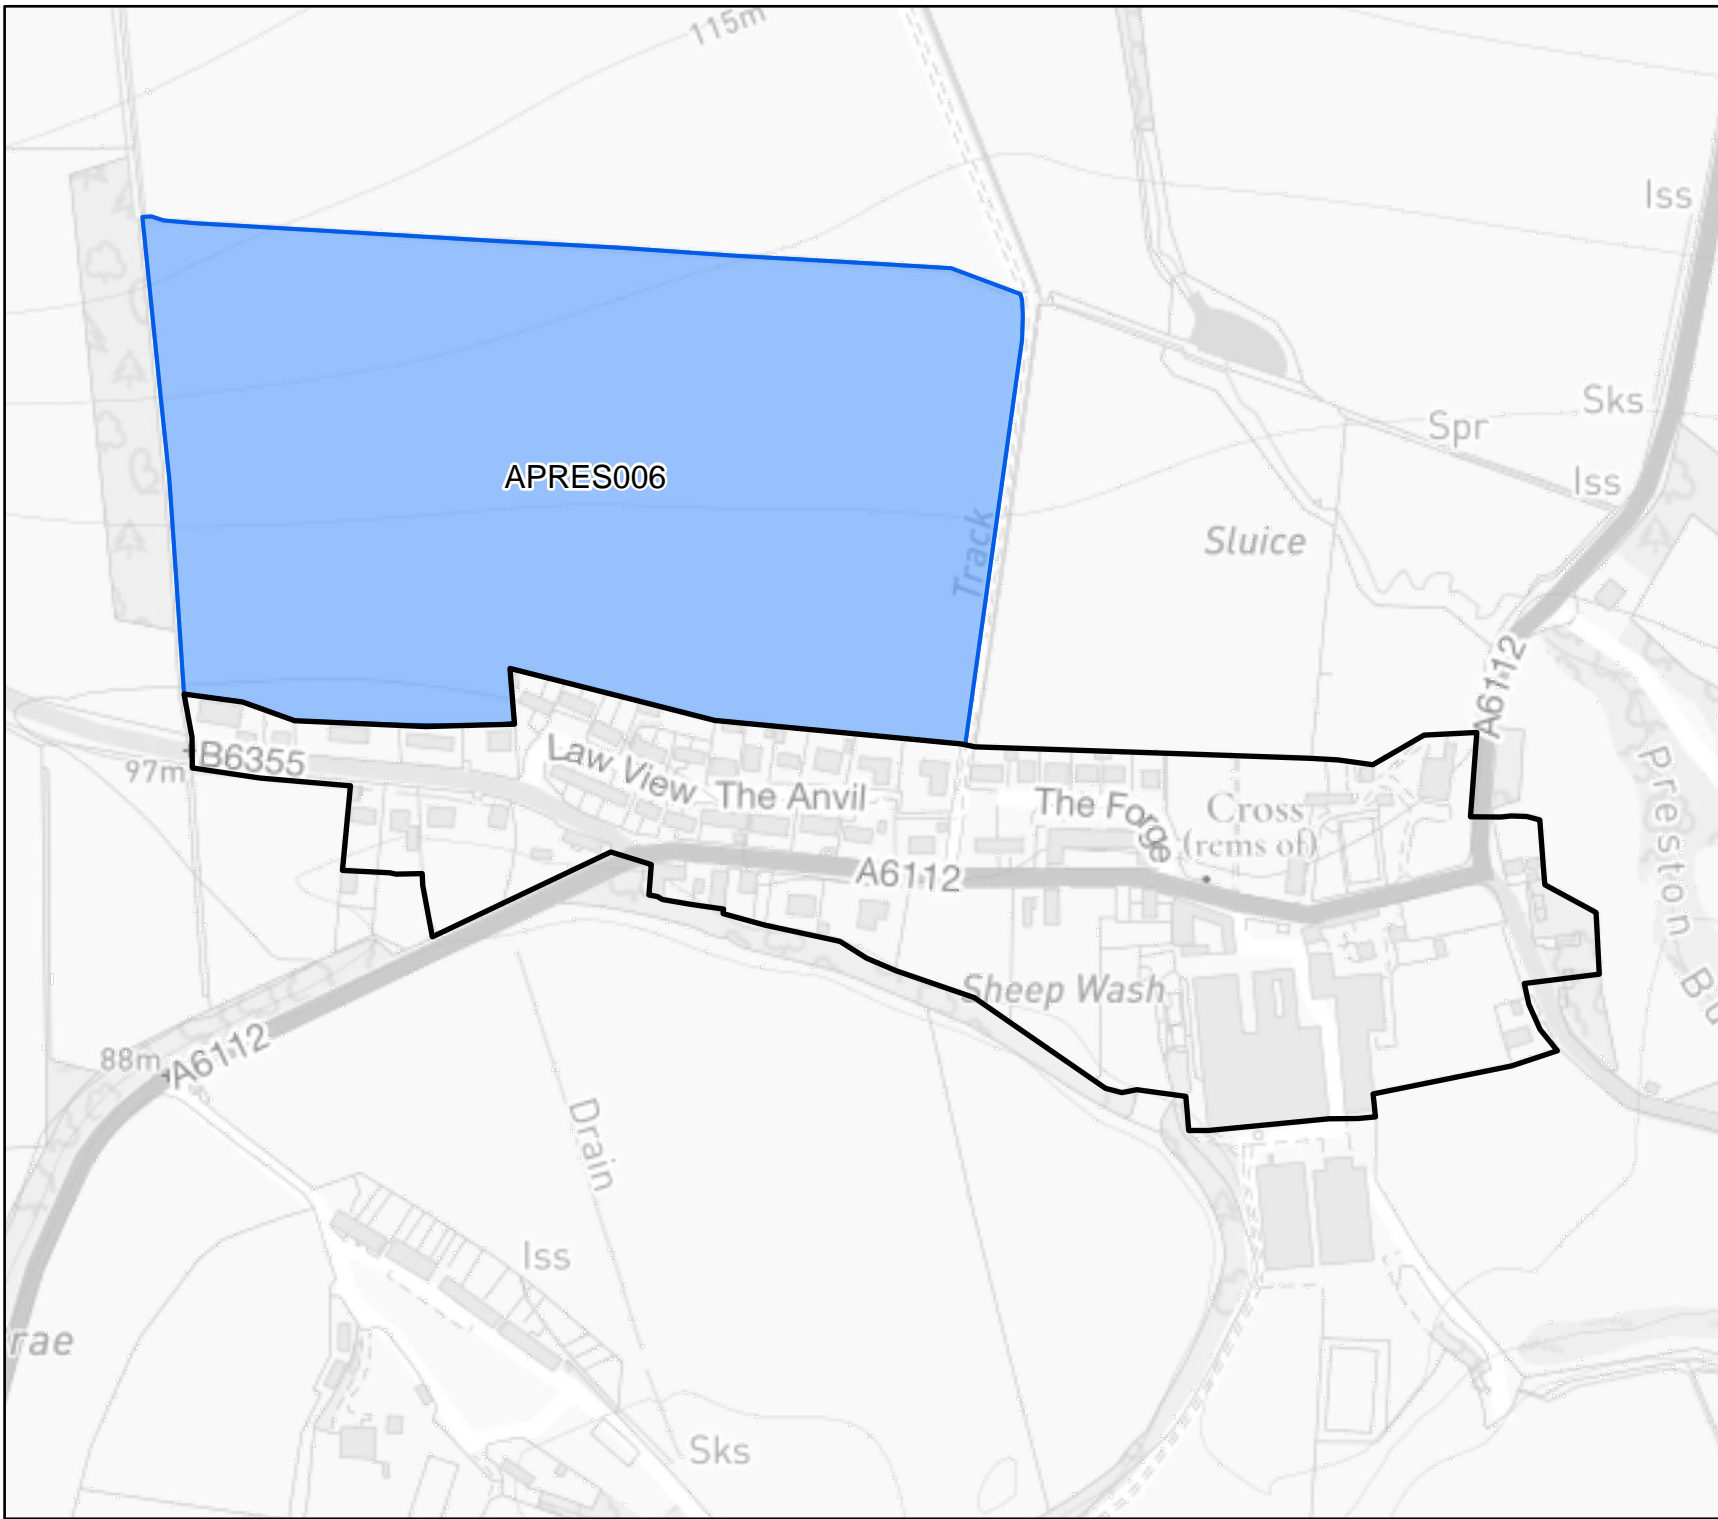 115m
Iss
APRES006
Sks
Spr
Iss
Track
Sluice
A6112
B6355
97m
Law View
The Anvil
The Forge
Cross
(rems of)
Preston
A6112
Sheep Wash
Bu
88m
A6112
Drain
Iss
rae
Sks